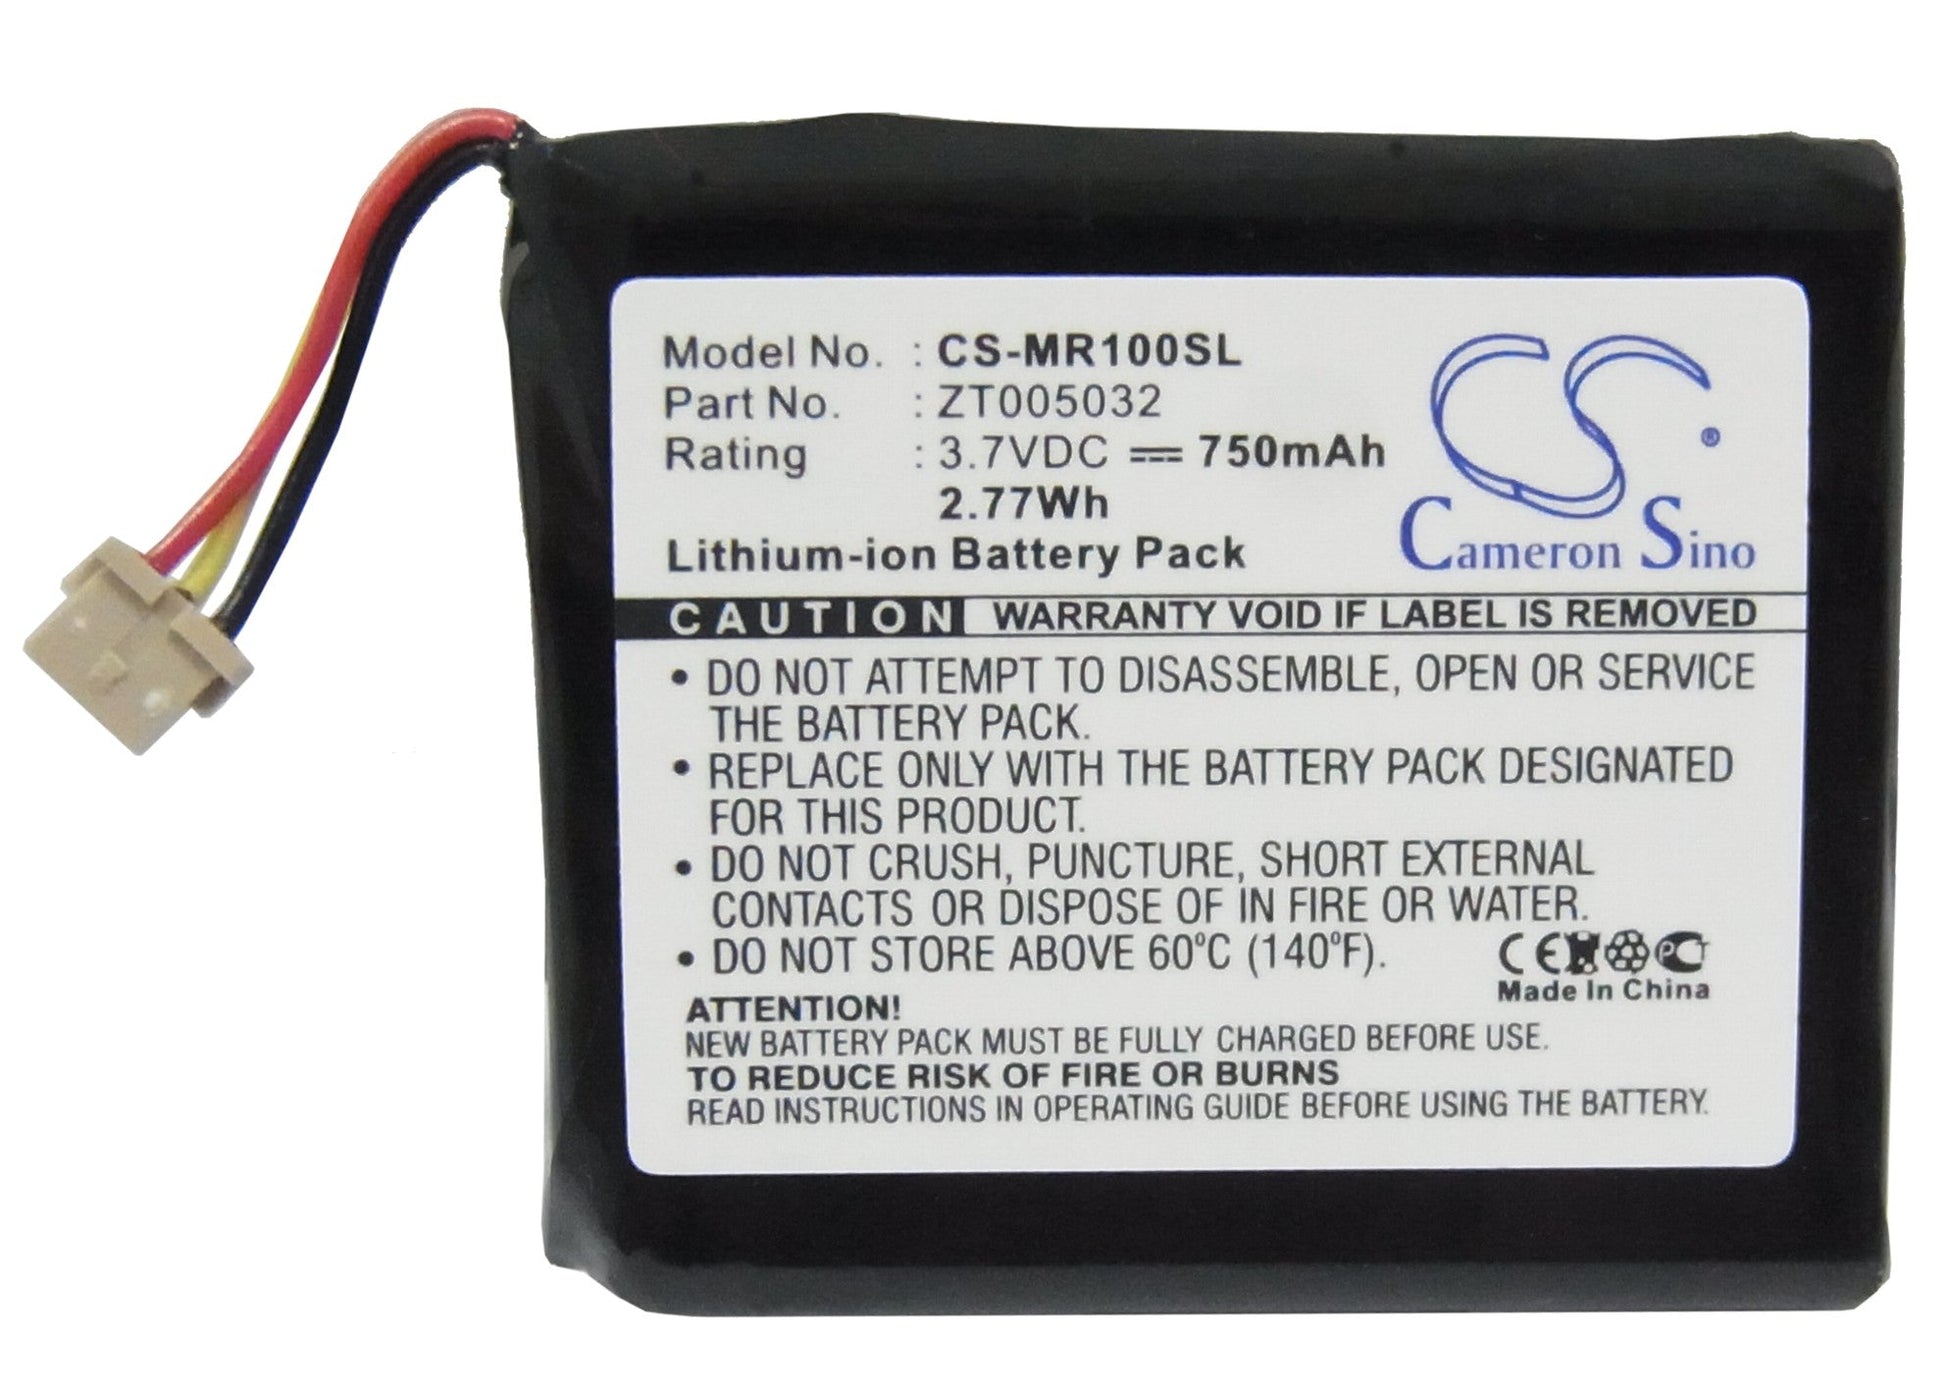 Model No. : CS-MR100SL
Part No. : ZT005032
Rating : 3.7VDC ⎓ 750mAh
2.77Wh
Lithium-ion Battery Pack
CS ®
Cameron Sino
CAUTION WARRANTY VOID IF LABEL IS REMOVED
• DO NOT ATTEMPT TO DISASSEMBLE, OPEN OR SERVICE
THE BATTERY PACK.
• REPLACE ONLY WITH THE BATTERY PACK DESIGNATED
FOR THIS PRODUCT.
• DO NOT CRUSH, PUNCTURE, SHORT EXTERNAL
CONTACTS OR DISPOSE OF IN FIRE OR WATER.
• DO NOT STORE ABOVE 60°C (140°F).
CE PCT
Made In China
ATTENTION!
NEW BATTERY PACK MUST BE FULLY CHARGED BEFORE USE.
TO REDUCE RISK OF FIRE OR BURNS
READ INSTRUCTIONS IN OPERATING GUIDE BEFORE USING THE BATTERY.